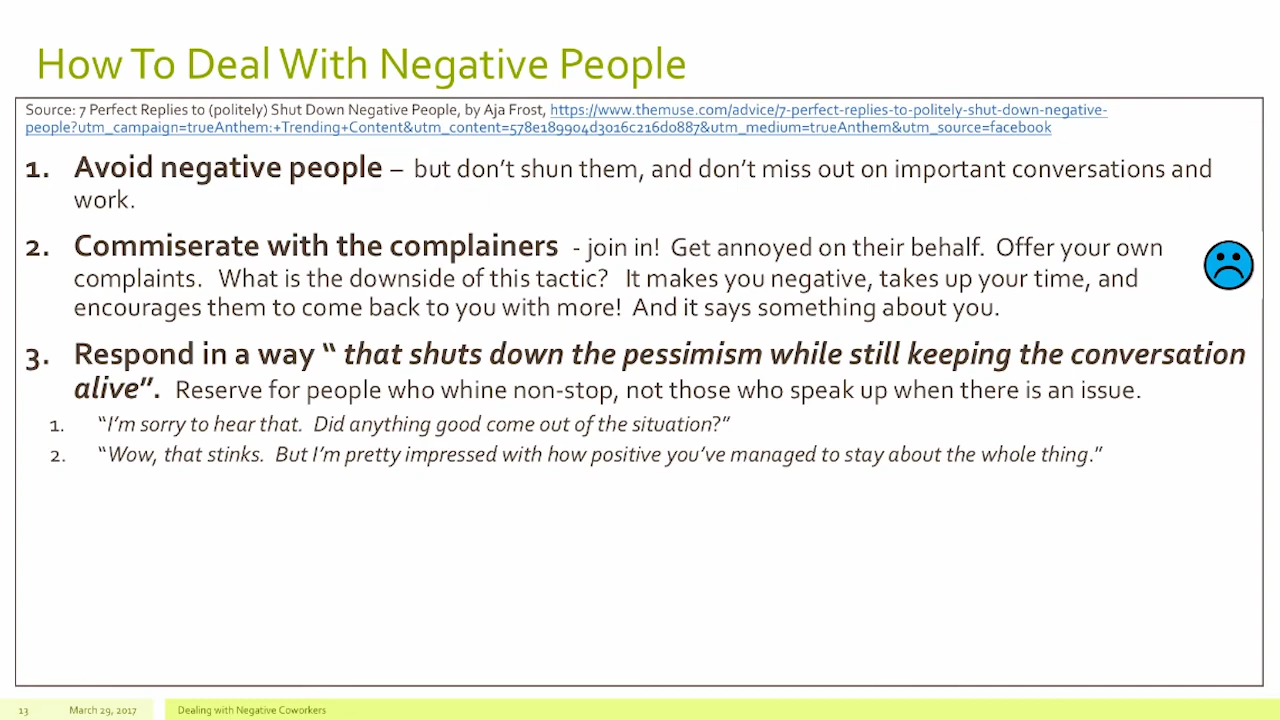 How To Deal With Negative People
Source: 7 Perfect Replies to (politely) Shut Down Negative People, by Aja Frost, https://www.themuse.com/advice/7-perfect-replies-to-politely-shut-down-negative-
people?utm_campaign=trueAnthem:+Trending+Content&utm_content=578e189904d3016c216d0887&utm_medium=trueAnthem&utm_source=facebook
1. Avoid negative people – but don't shun them, and don't miss out on important conversations and
work.
2. Commiserate with the complainers - join in! Get annoyed on their behalf. Offer your own
complaints. What is the downside of this tactic? It makes you negative, takes up your time, and
encourages them to come back to you with more! And it says something about you.
3. Respond in a way “ that shuts down the pessimism while still keeping the conversation
alive”. Reserve for people who whine non-stop, not those who speak up when there is an issue.
1. “I'm sorry to hear that. Did anything good come out of the situation?”
2. “Wow, that stinks. But I'm pretty impressed with how positive you've managed to stay about the whole thing.”
13 March 29, 2017 Dealing with Negative Coworkers